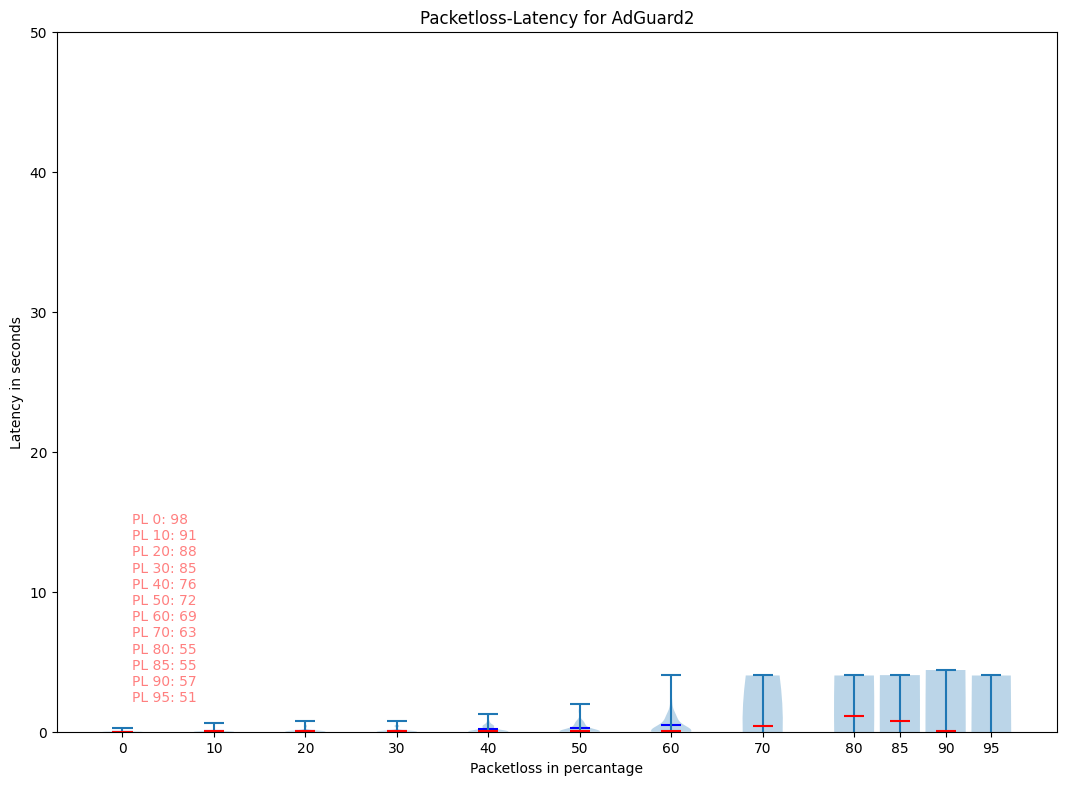 Packetloss-Latency for AdGuard2
50
40
30
20
10
0
Latency in seconds
PL 0: 98
PL 10: 91
PL 20: 88
PL 30: 85
PL 40: 76
PL 50: 72
PL 60: 69
PL 70: 63
PL 80: 55
PL 85: 55
PL 90: 57
PL 95: 51
0 10 20 30 40 50 60 70 80 85 90 95
Packetloss in percantage